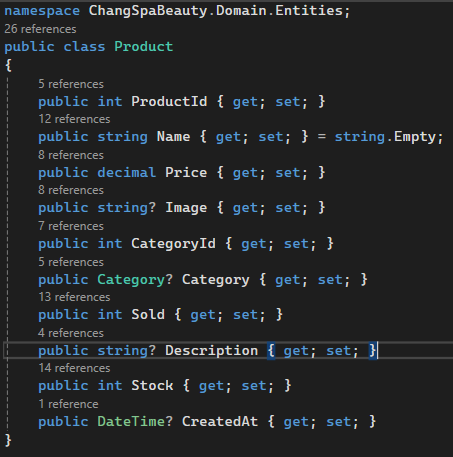 namespace ChangSpaBeauty.Domain.Entities;
26 references
public class Product
{
5 references
public int ProductId { get; set; }
12 references
public string Name { get; set; } = string.Empty;
8 references
public decimal Price { get; set; }
8 references
public string? Image { get; set; }
7 references
public int CategoryId { get; set; }
5 references
public Category? Category { get; set; }
13 references
public int Sold { get; set; }
4 references
public string? Description { get; set; }
14 references
public int Stock { get; set; }
1 reference
public DateTime? CreatedAt { get; set; }
}